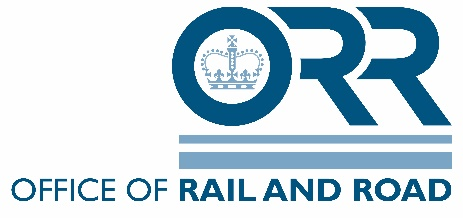 ORR
OFFICE OF RAIL AND ROAD